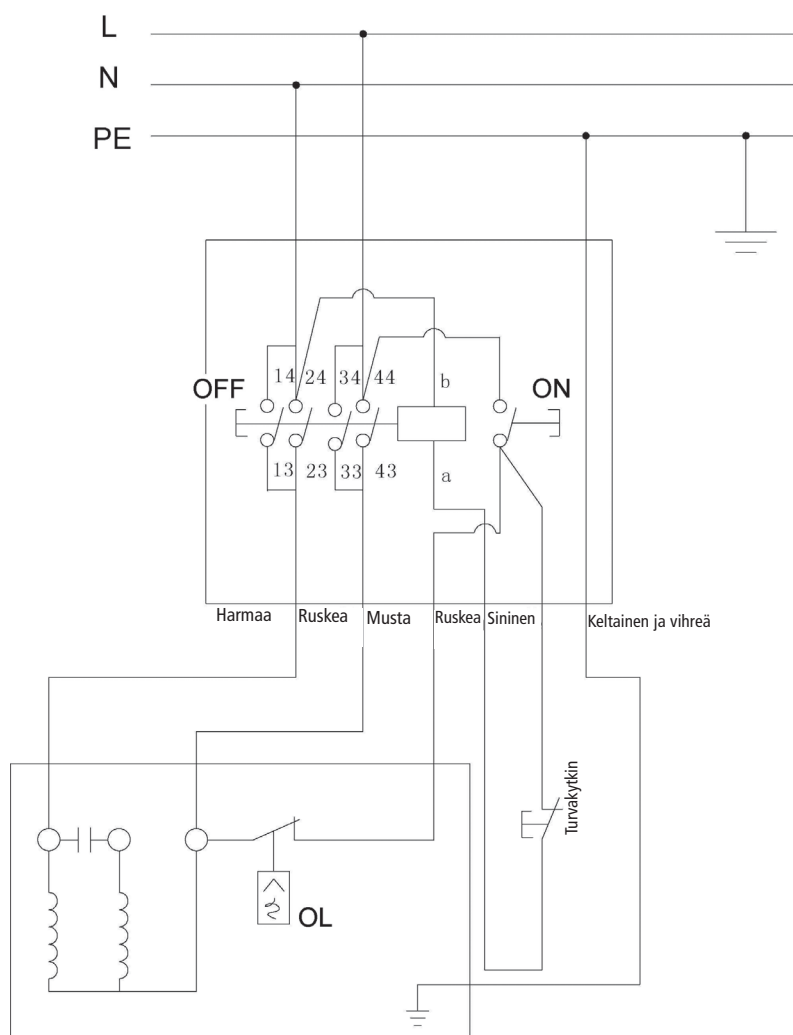 L
N
PE
14 24 34 44 b
OFF ON
13 23 33 43 a
Harmaa Ruskea Musta Ruskea Sininen Keltainen ja vihreä
Turvakytkin
OL